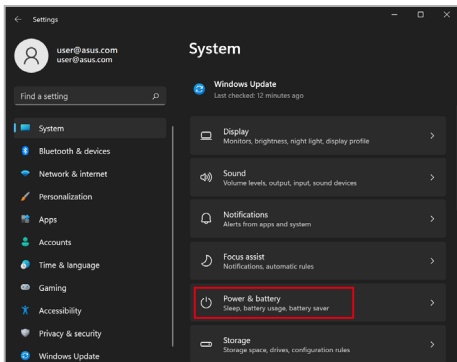 Settings
user@asus.com
user@asus.com
Find a setting
System
Bluetooth & devices
Network & internet
Personalization
Apps
Accounts
Time & language
Gaming
Accessibility
Privacy & security
Windows Update
System
Windows Update
Last checked: 12 minutes ago
Display
Monitors, brightness, night light, display profile
Sound
Volume levels, output, input, sound devices
Notifications
Alerts from apps and system
Focus assist
Notifications, automatic rules
Power & battery
Sleep, battery usage, battery saver
Storage
Storage space, drives, configuration rules